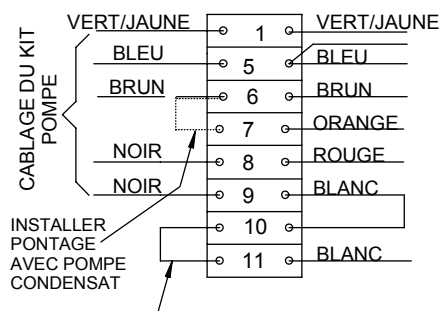 VERT/JAUNE 1 VERT/JAUNE
BLEU 5 BLEU
BRUN 6 BRUN
7 ORANGE
NOIR 8 ROUGE
NOIR 9 BLANC
10
11 BLANC
CABLAGE DU KIT
POMPE
INSTALLER
PONTAGE
AVEC POMPE
CONDENSAT